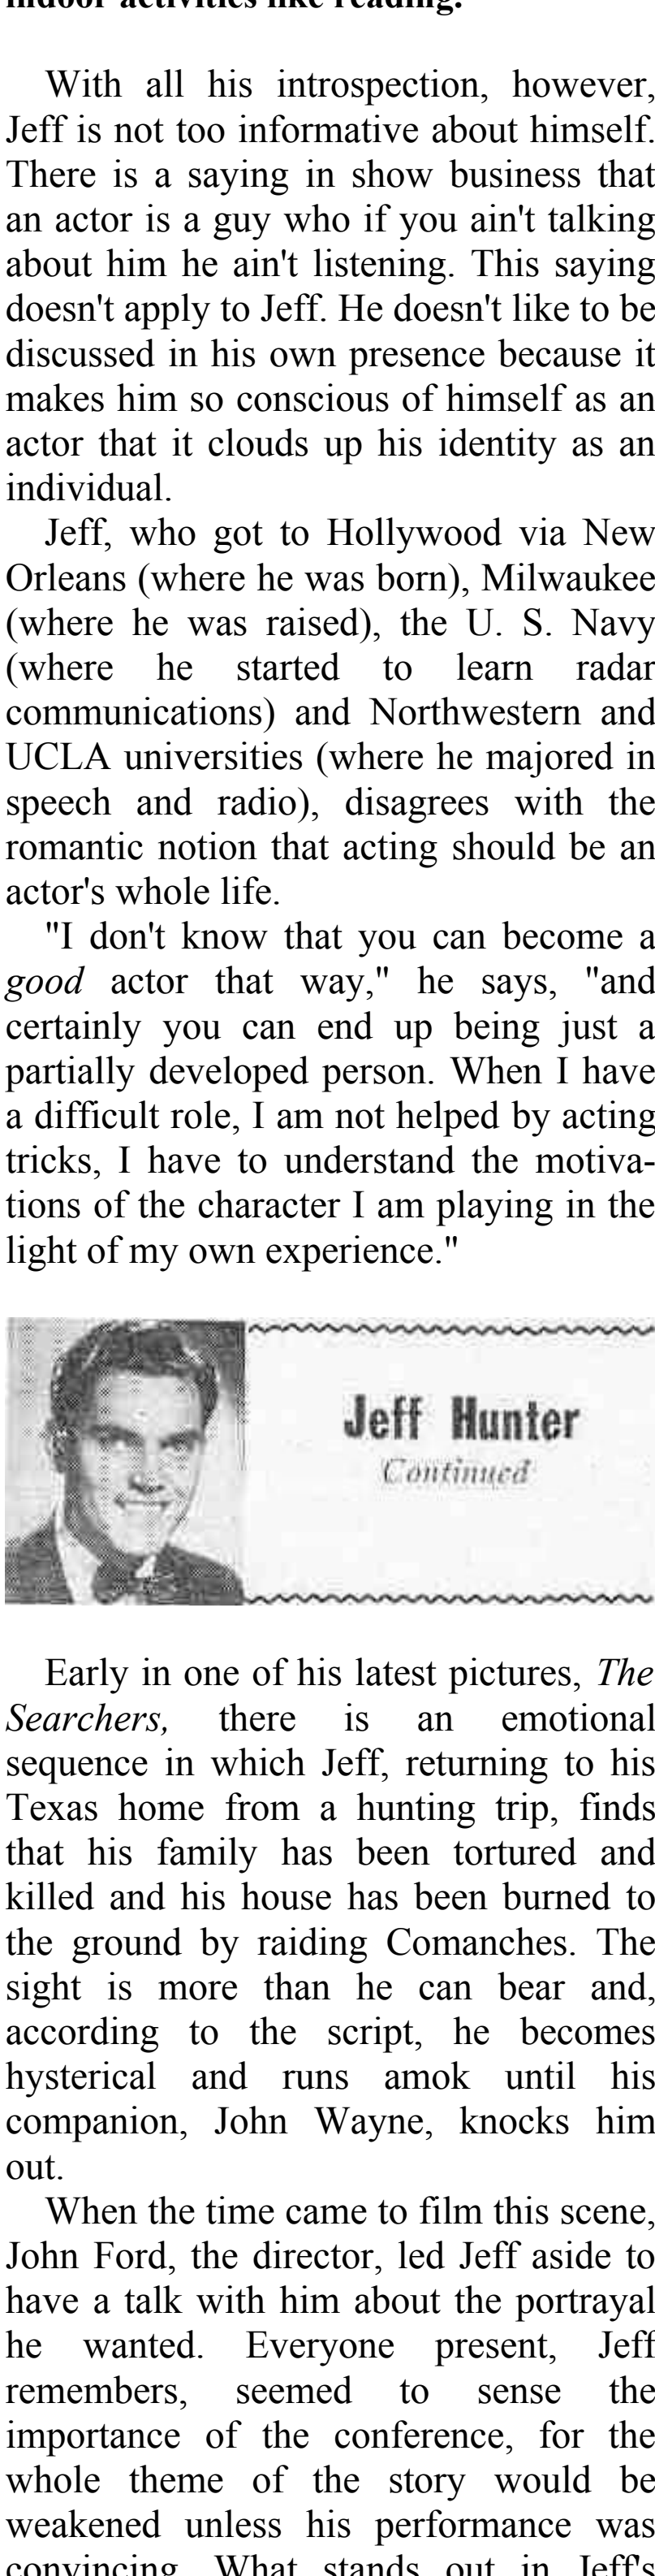 indoor activities like reading.
With all his introspection, however,
Jeff is not too informative about himself.
There is a saying in show business that
an actor is a guy who if you ain't talking
about him he ain't listening. This saying
doesn't apply to Jeff. He doesn't like to be
discussed in his own presence because it
makes him so conscious of himself as an
actor that it clouds up his identity as an
individual.
Jeff, who got to Hollywood via New
Orleans (where he was born), Milwaukee
(where he was raised), the U. S. Navy
(where he started to learn radar
communications) and Northwestern and
UCLA universities (where he majored in
speech and radio), disagrees with the
romantic notion that acting should be an
actor's whole life.
"I don't know that you can become a
good actor that way," he says, "and
certainly you can end up being just a
partially developed person. When I have
a difficult role, I am not helped by acting
tricks, I have to understand the motiva-
tions of the character I am playing in the
light of my own experience."
Jeff Hunter
Continued
Early in one of his latest pictures, The
Searchers, there is an emotional
sequence in which Jeff, returning to his
Texas home from a hunting trip, finds
that his family has been tortured and
killed and his house has been burned to
the ground by raiding Comanches. The
sight is more than he can bear and,
according to the script, he becomes
hysterical and runs amok until his
companion, John Wayne, knocks him
out.
When the time came to film this scene,
John Ford, the director, led Jeff aside to
have a talk with him about the portrayal
he wanted. Everyone present, Jeff
remembers, seemed to sense the
importance of the conference, for the
whole theme of the story would be
weakened unless his performance was
convincing. What stands out in Jeff's